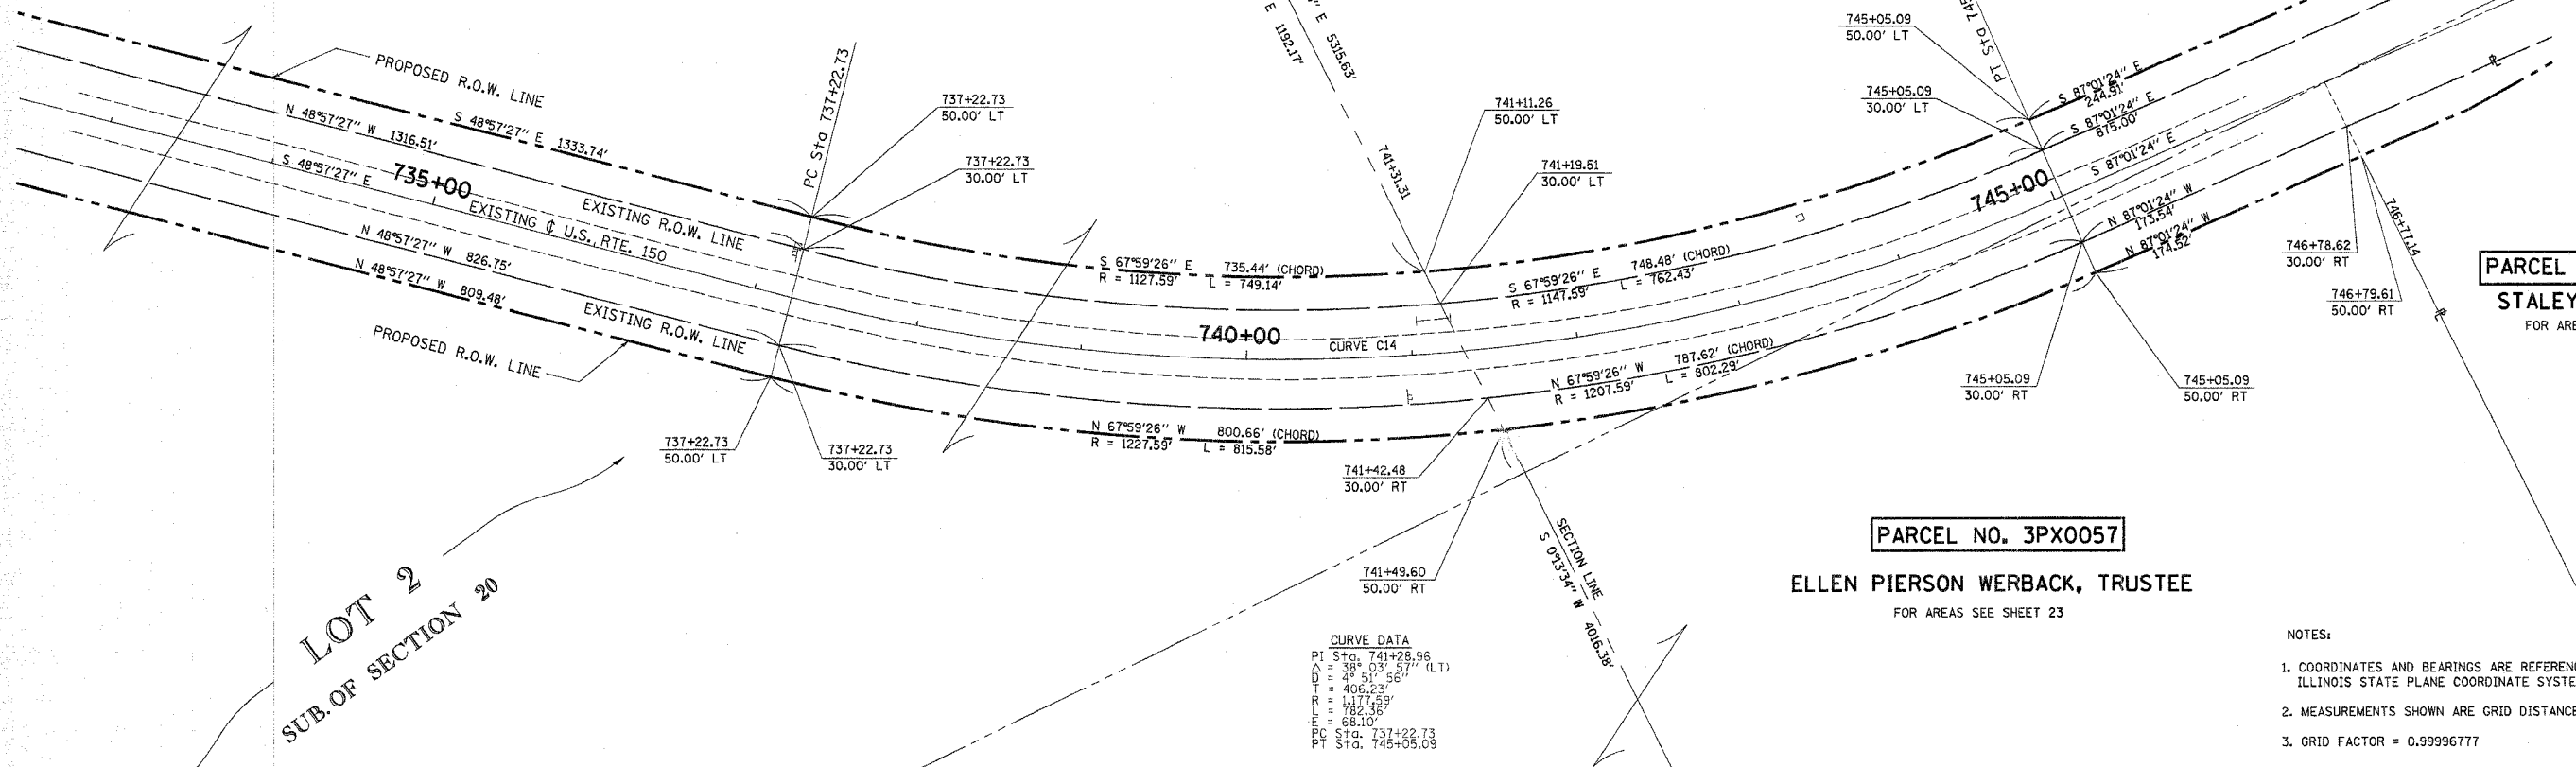 PROPOSED R.O.W. LINE
N 48°57'27" W 1316.51'
S 48°57'27" E 1333.74'
S 48°57'27" E
735+00
EXISTING ℄ U.S. RTE. 150
EXISTING R.O.W. LINE
N 48°57'27" W 826.75'
N 48°57'27" W 809.48'
EXISTING R.O.W. LINE
PROPOSED R.O.W. LINE
PC Sta 737+22.73
737+22.73
50.00' LT
737+22.73
30.00' LT
737+22.73
50.00' LT
737+22.73
30.00' LT
LOT 2
SUB. OF SECTION 20
E 1192.17'
E 5315.63'
741+31.31
741+11.26
50.00' LT
741+19.51
30.00' LT
S 67°59'26" E 735.44' (CHORD)
R = 1127.59' L = 749.14'
S 67°59'26" E 748.48' (CHORD)
R = 1147.59' L = 762.43'
740+00
CURVE C14
N 67°59'26" W 787.62' (CHORD)
R = 1207.59' L = 802.29'
N 67°59'26" W 800.66' (CHORD)
R = 1227.59' L = 815.58'
741+42.48
30.00' RT
741+49.60
50.00' RT
SECTION LINE
S 0°13'34" W 4016.38'
CURVE DATA
PI Sta. 741+28.96
Δ = 38° 03' 57" (LT)
D = 4° 51' 56"
T = 406.23'
R = 1,177.59'
L = 782.36'
E = 68.10'
PC Sta. 737+22.73
PT Sta. 745+05.09
745+05.09
50.00' LT
745+05.09
30.00' LT
PT Sta 745
S 87°01'24" E
244.91'
S 87°01'24" E
875.00'
S 87°01'24" E
745+00
N 87°01'24" W
173.54'
N 87°01'24" W
174.52'
745+05.09
30.00' RT
745+05.09
50.00' RT
746+77.14
746+78.62
30.00' RT
746+79.61
50.00' RT
PARCEL
STALEY
FOR ARE
PARCEL NO. 3PX0057
ELLEN PIERSON WERBACK, TRUSTEE
FOR AREAS SEE SHEET 23
NOTES:
1. COORDINATES AND BEARINGS ARE REFEREN
ILLINOIS STATE PLANE COORDINATE SYSTE
2. MEASUREMENTS SHOWN ARE GRID DISTANCE
3. GRID FACTOR = 0.99996777